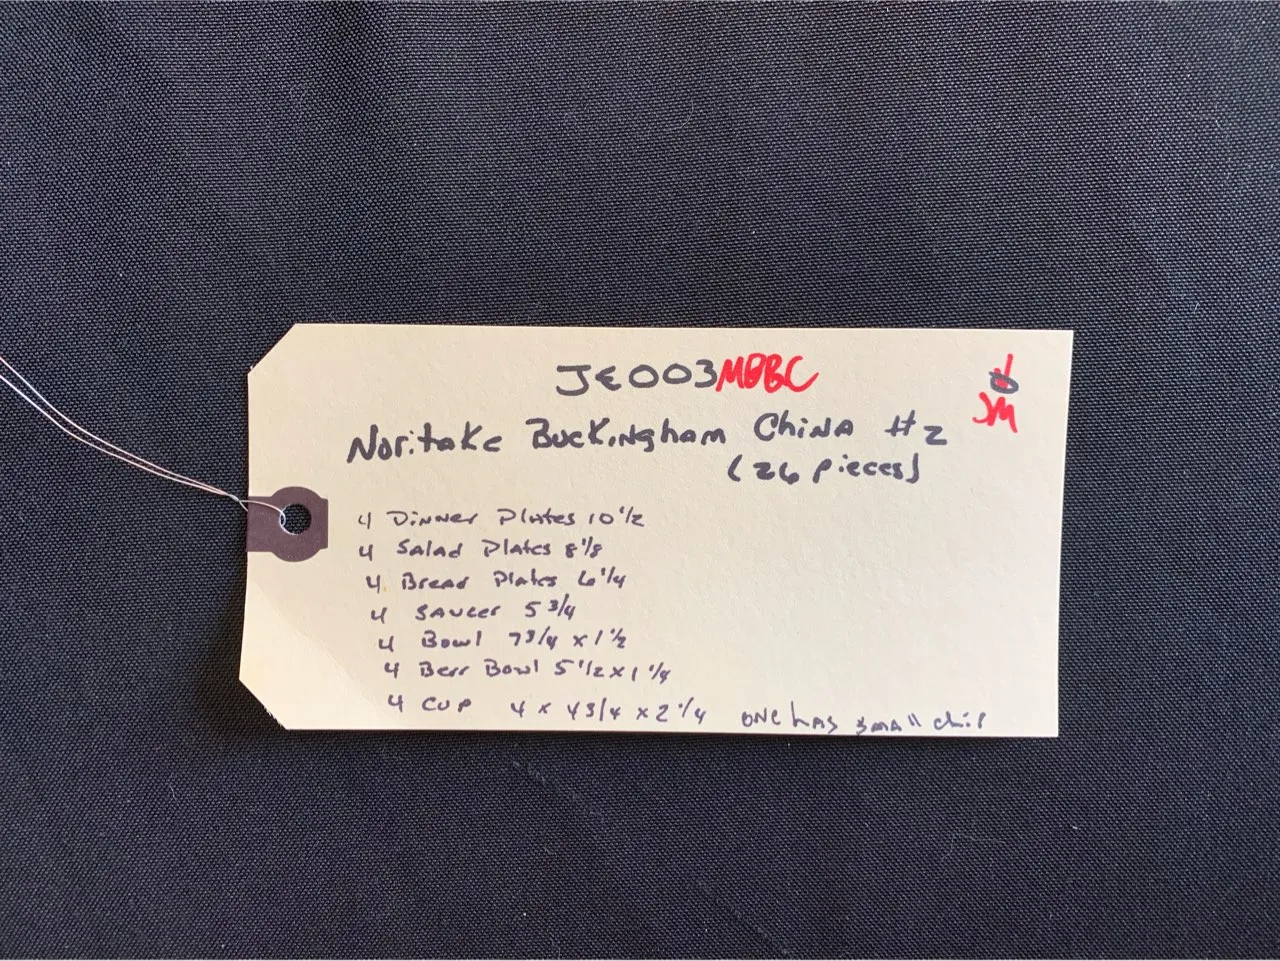 JE003MBBC
JM
Noritake Buckingham China #2
(26 pieces)
4 Dinner Plates 10 1/2
4 Salad Plates 8 1/8
4 Bread Plates 6 1/4
4 Saucer 5 3/4
4 Bowl 7 3/4 x 1 1/2
4 Berr Bowl 5 1/2 x 1 1/4
4 Cup 4 x 4 3/4 x 2 1/4 one has small chip